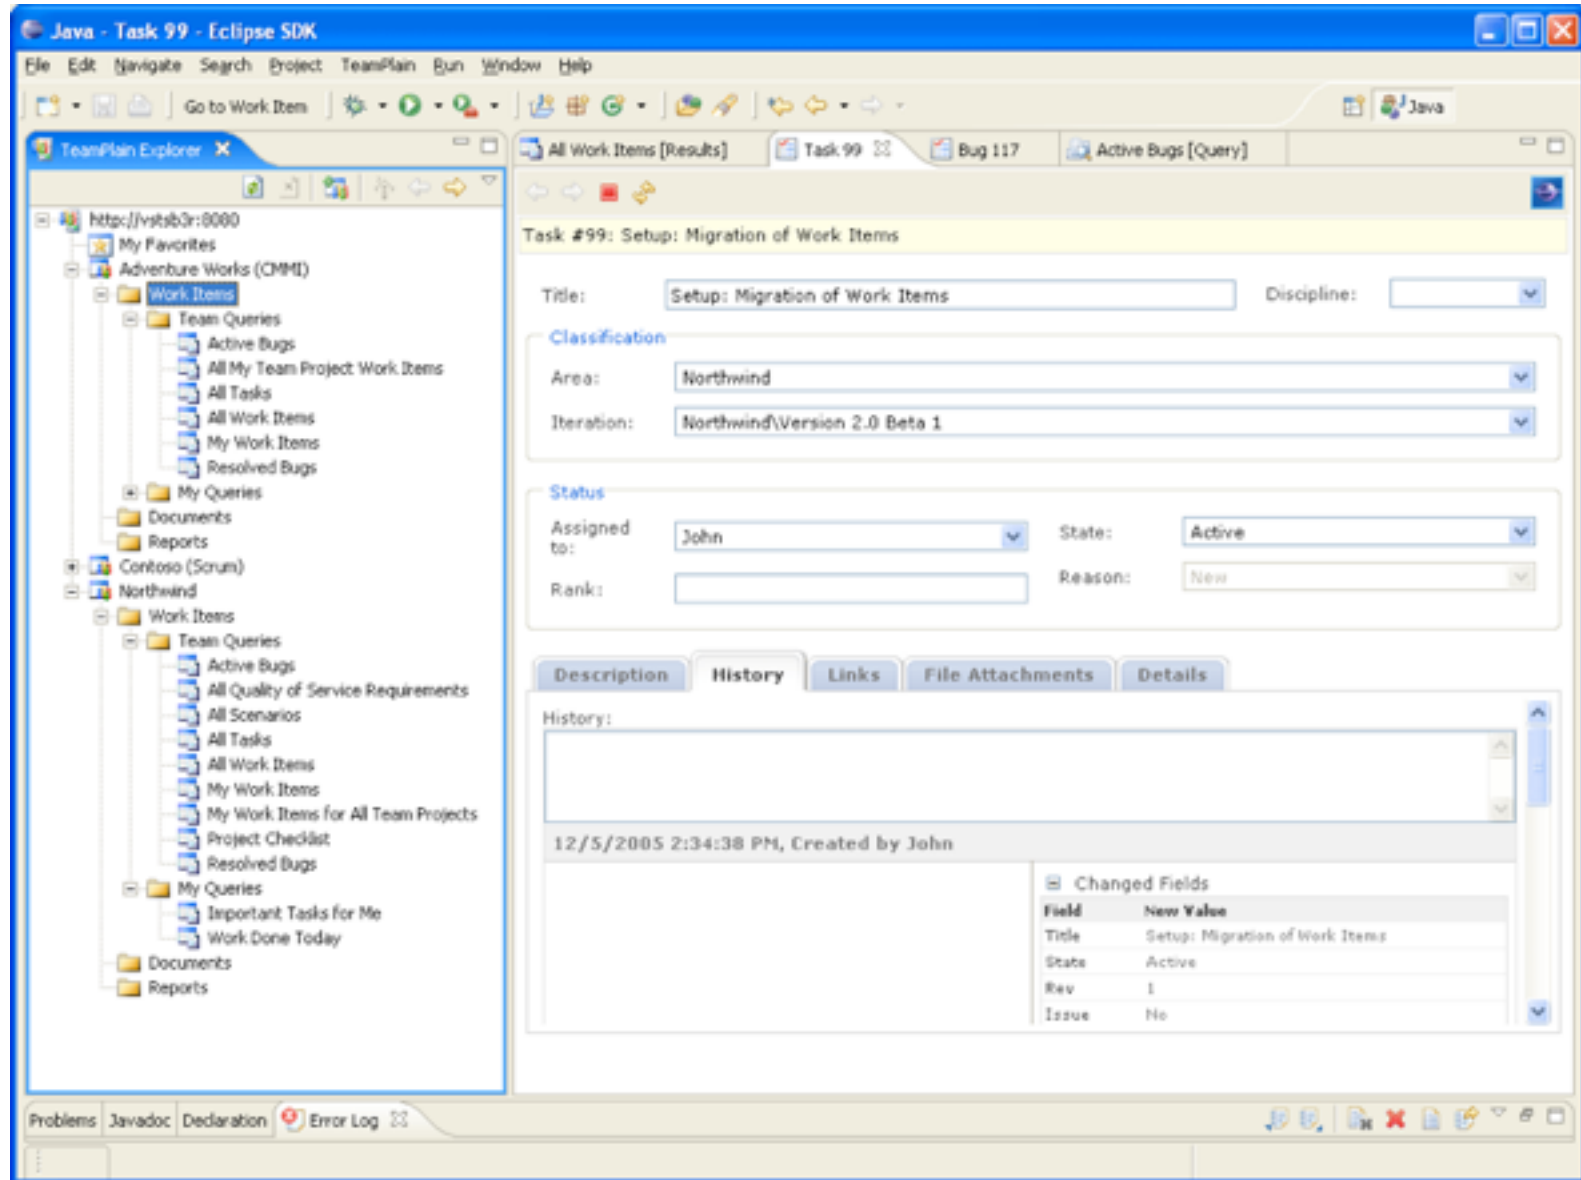 Java - Task 99 - Eclipse SDK
File Edit Navigate Search Project TeamPlain Run Window Help
Go to Work Item
Java
TeamPlain Explorer
http://vstsb3r:8080
My Favorites
Adventure Works (CMMI)
Work Items
Team Queries
Active Bugs
All My Team Project Work Items
All Tasks
All Work Items
My Work Items
Resolved Bugs
My Queries
Documents
Reports
Contoso (Scrum)
Northwind
Work Items
Team Queries
Active Bugs
All Quality of Service Requirements
All Scenarios
All Tasks
All Work Items
My Work Items
My Work Items for All Team Projects
Project Checklist
Resolved Bugs
My Queries
Important Tasks for Me
Work Done Today
Documents
Reports
All Work Items [Results] Task 99 Bug 117 Active Bugs [Query]
Task #99: Setup: Migration of Work Items
Title: Setup: Migration of Work Items Discipline:
Classification
Area: Northwind
Iteration: Northwind\Version 2.0 Beta 1
Status
Assigned to: John State: Active
Rank: Reason: New
Description History Links File Attachments Details
History:
12/5/2005 2:34:38 PM, Created by John
Changed Fields
Field New Value
Title Setup: Migration of Work Items
State Active
Rev 1
Issue No
Problems Javadoc Declaration Error Log